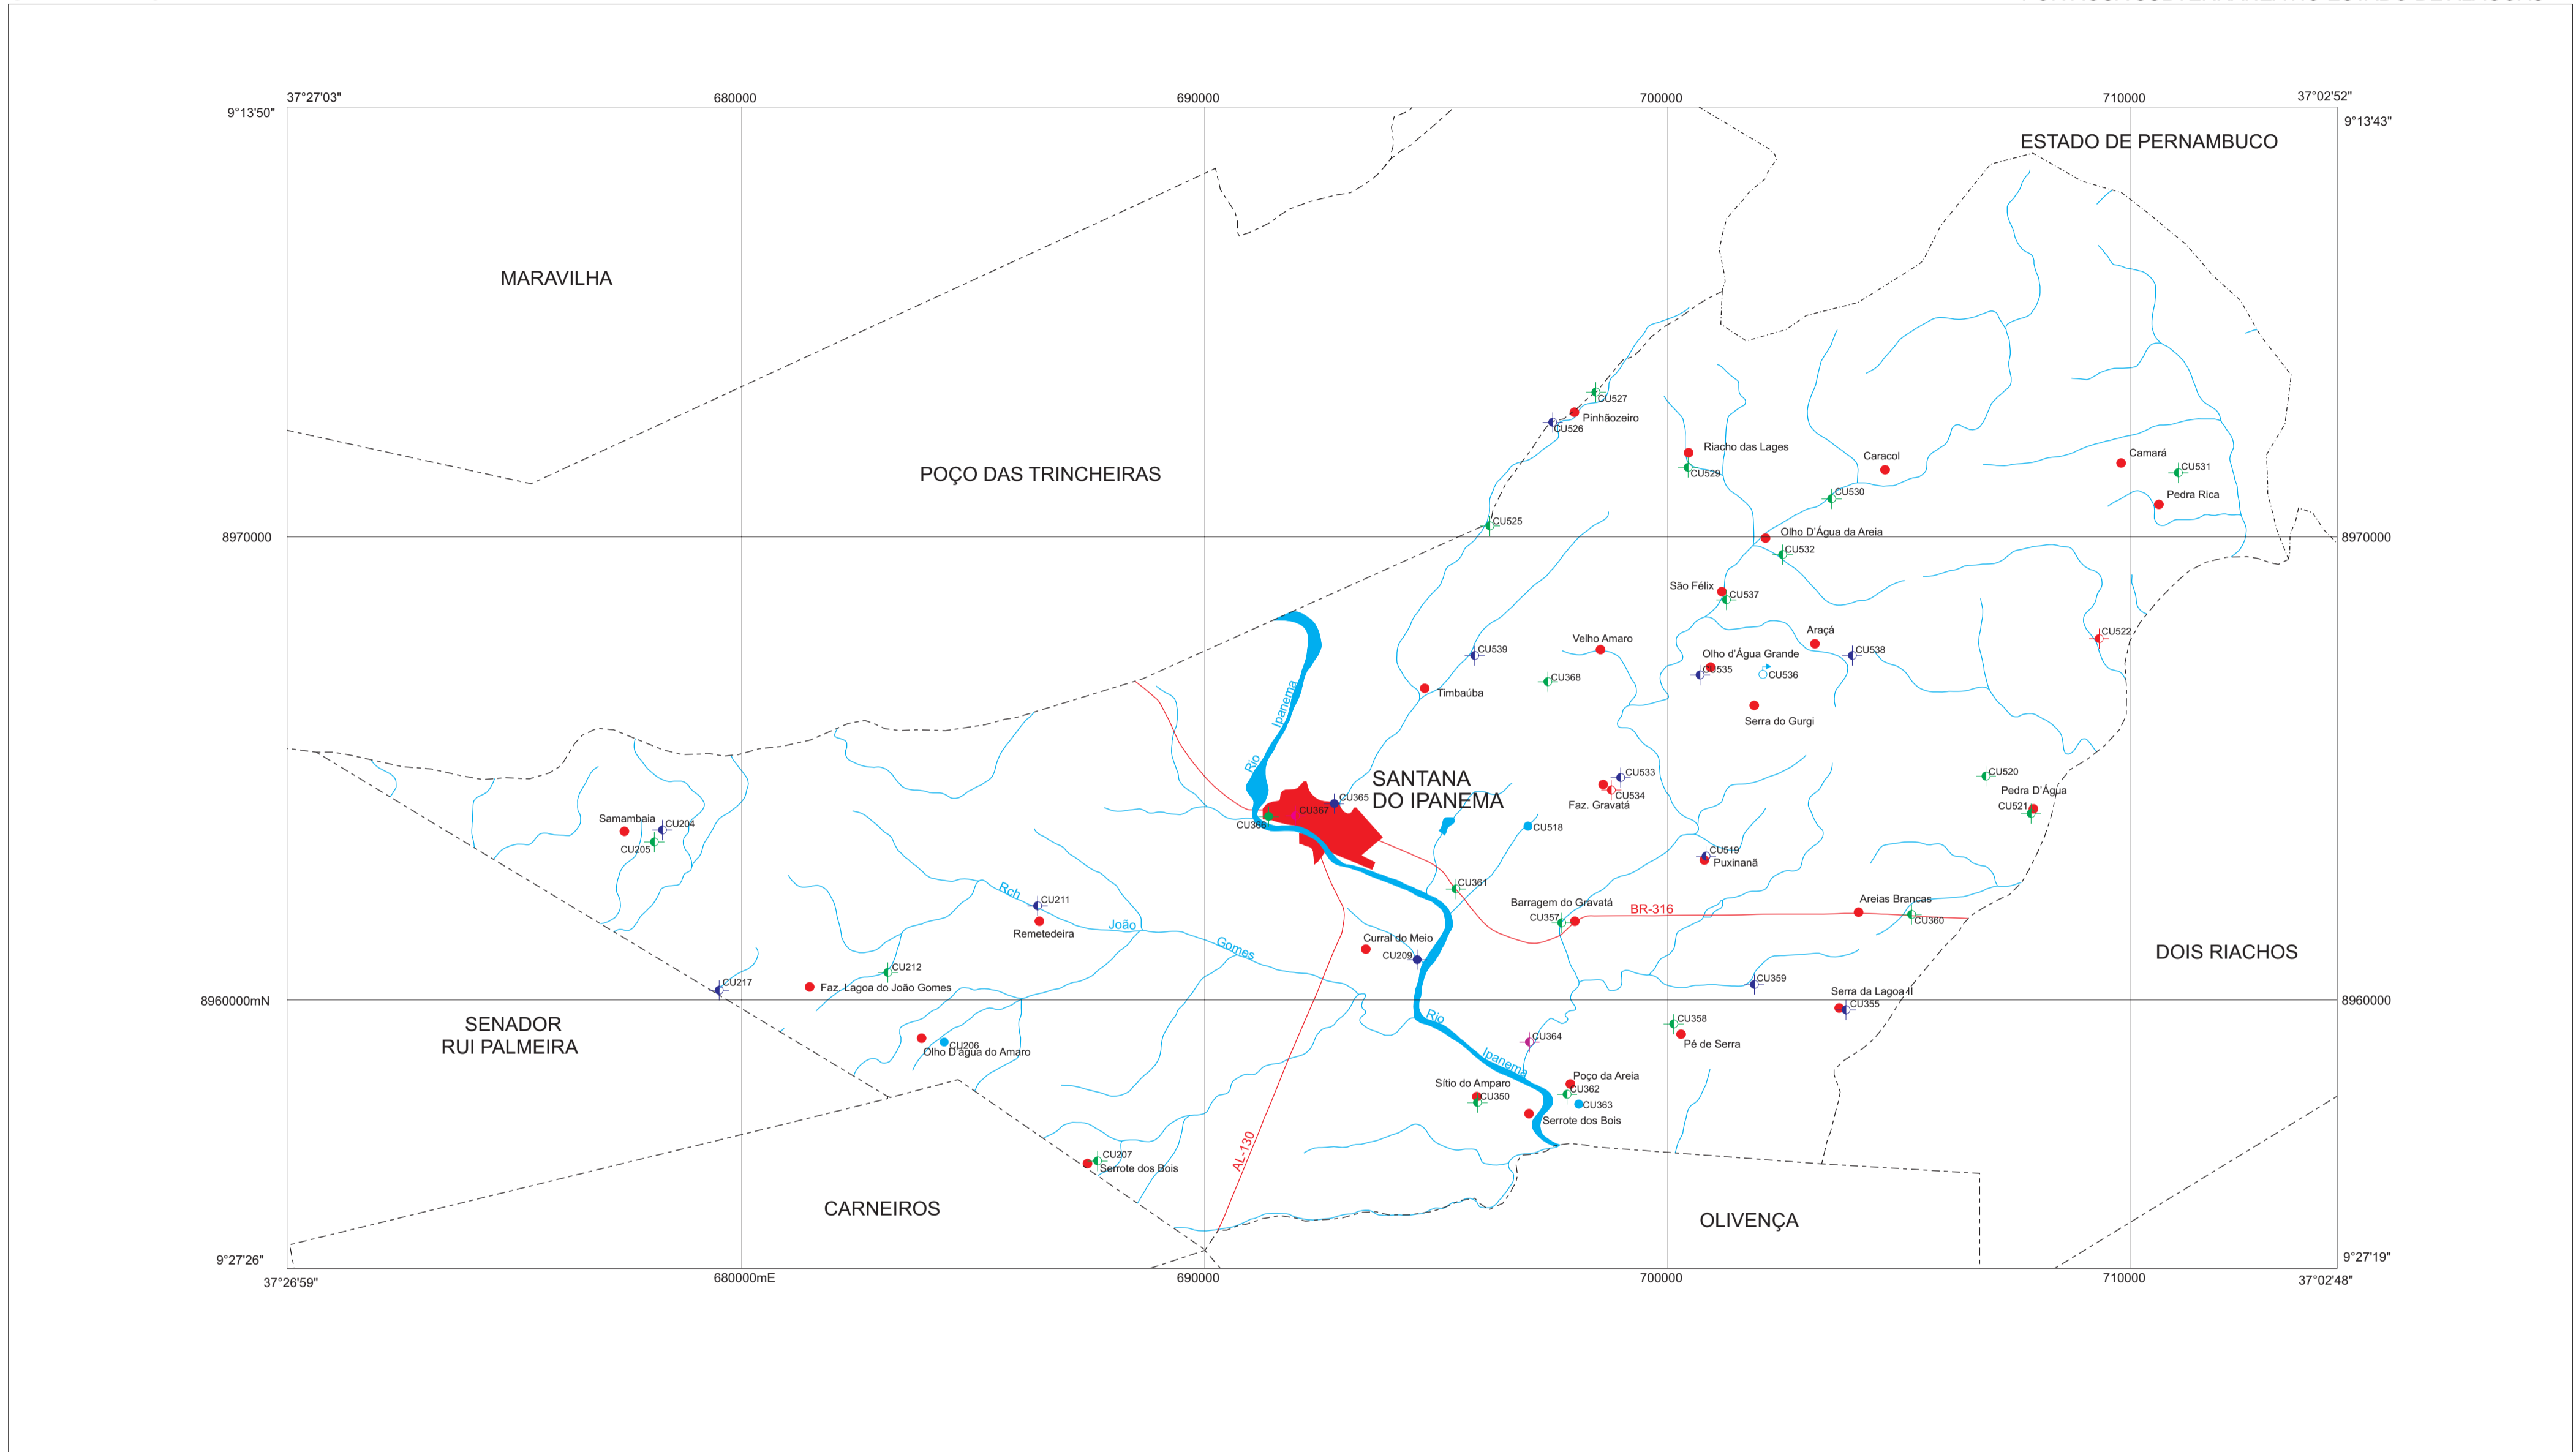 37°27'03"
680000
690000
700000
710000
37°02'52"
9°13'50"
9°13'43"
ESTADO DE PERNAMBUCO
MARAVILHA
POÇO DAS TRINCHEIRAS
CU527
Pinhãozeiro
CU526
Riacho das Lages
CU529
Caracol
Camará
CU531
CU530
Pedra Rica
CU525
Olho D'Água da Areia
8970000
8970000
CU532
São Félix
CU537
Araçá
CU522
Velho Amaro
CU539
Olho d'Água Grande
CU538
CU535
CU536
CU368
Timbaúba
Ipanema
Serra do Gurgi
Rio
SANTANA
DO IPANEMA
CU533
CU534
Faz. Gravatá
CU520
Pedra D'Água
CU521
CU365
CU367
CU366
CU518
Samambaia
CU204
CU205
CU519
Puxinanã
CU361
Rch
CU211
Remetedeira
João
Gomes
Barragem do Gravatá
CU357
BR-316
Areias Brancas
CU360
Curral do Meio
CU209
DOIS RIACHOS
CU212
CU217
Faz. Lagoa do João Gomes
CU359
Serra da Lagoa II
CU355
8960000mN
8960000
SENADOR
RUI PALMEIRA
Rio
CU358
Pé de Serra
CU364
CU206
Olho D'água do Amaro
Ipanema
Poço da Areia
Sítio do Amparo
CU350
CU362
CU363
Serrote dos Bois
AL-130
CU207
Serrote dos Bois
CARNEIROS
OLIVENÇA
9°27'26"
9°27'19"
37°26'59"
680000mE
690000
700000
710000
37°02'48"